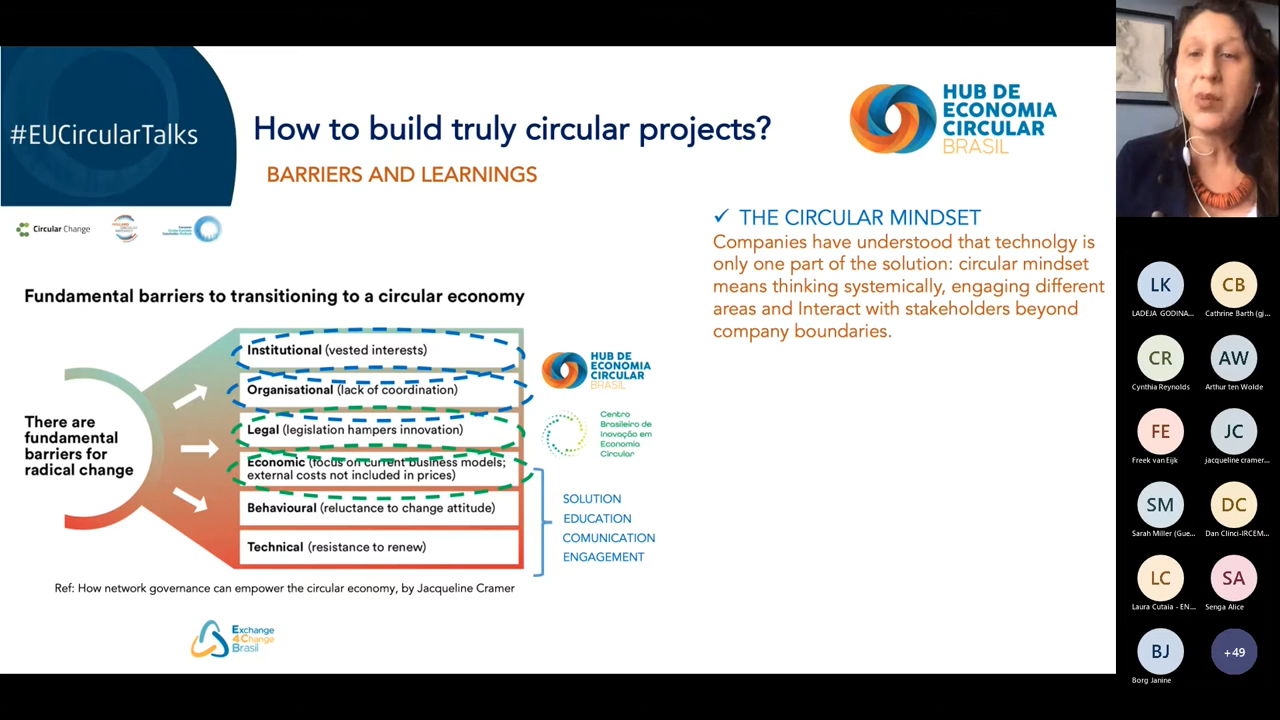 #EUCircularTalks
How to build truly circular projects?
BARRIERS AND LEARNINGS
HUB DE
ECONOMIA
CIRCULAR
BRASIL
Circular Change
✓ THE CIRCULAR MINDSET
Companies have understood that technolgy is
only one part of the solution: circular mindset
means thinking systemically, engaging different
areas and Interact with stakeholders beyond
company boundaries.
Fundamental barriers to transitioning to a circular economy
There are
fundamental
barriers for
radical change
Institutional (vested interests)
Organisational (lack of coordination)
Legal (legislation hampers innovation)
Economic (focus on current business models;
external costs not included in prices)
Behavioural (reluctance to change attitude)
Technical (resistance to renew)
HUB DE
ECONOMIA
CIRCULAR
BRASIL
Centro
Brasileiro de
Inovação em
Economia
Circular
SOLUTION
EDUCATION
COMUNICATION
ENGAGEMENT
Ref: How network governance can empower the circular economy, by Jacqueline Cramer
Exchange
4Change
Brasil
LK
LADEJA GODINA...
CB
Cathrine Barth (gj...
CR
Cynthia Reynolds
AW
Arthur ten Wolde
FE
Freek van Eijk
JC
jacqueline cramer...
SM
Sarah Miller (Gue...
DC
Dan Clinci-IRCEM...
LC
Laura Cutaia - EN...
SA
Senga Alice
BJ
Borg Janine
+49